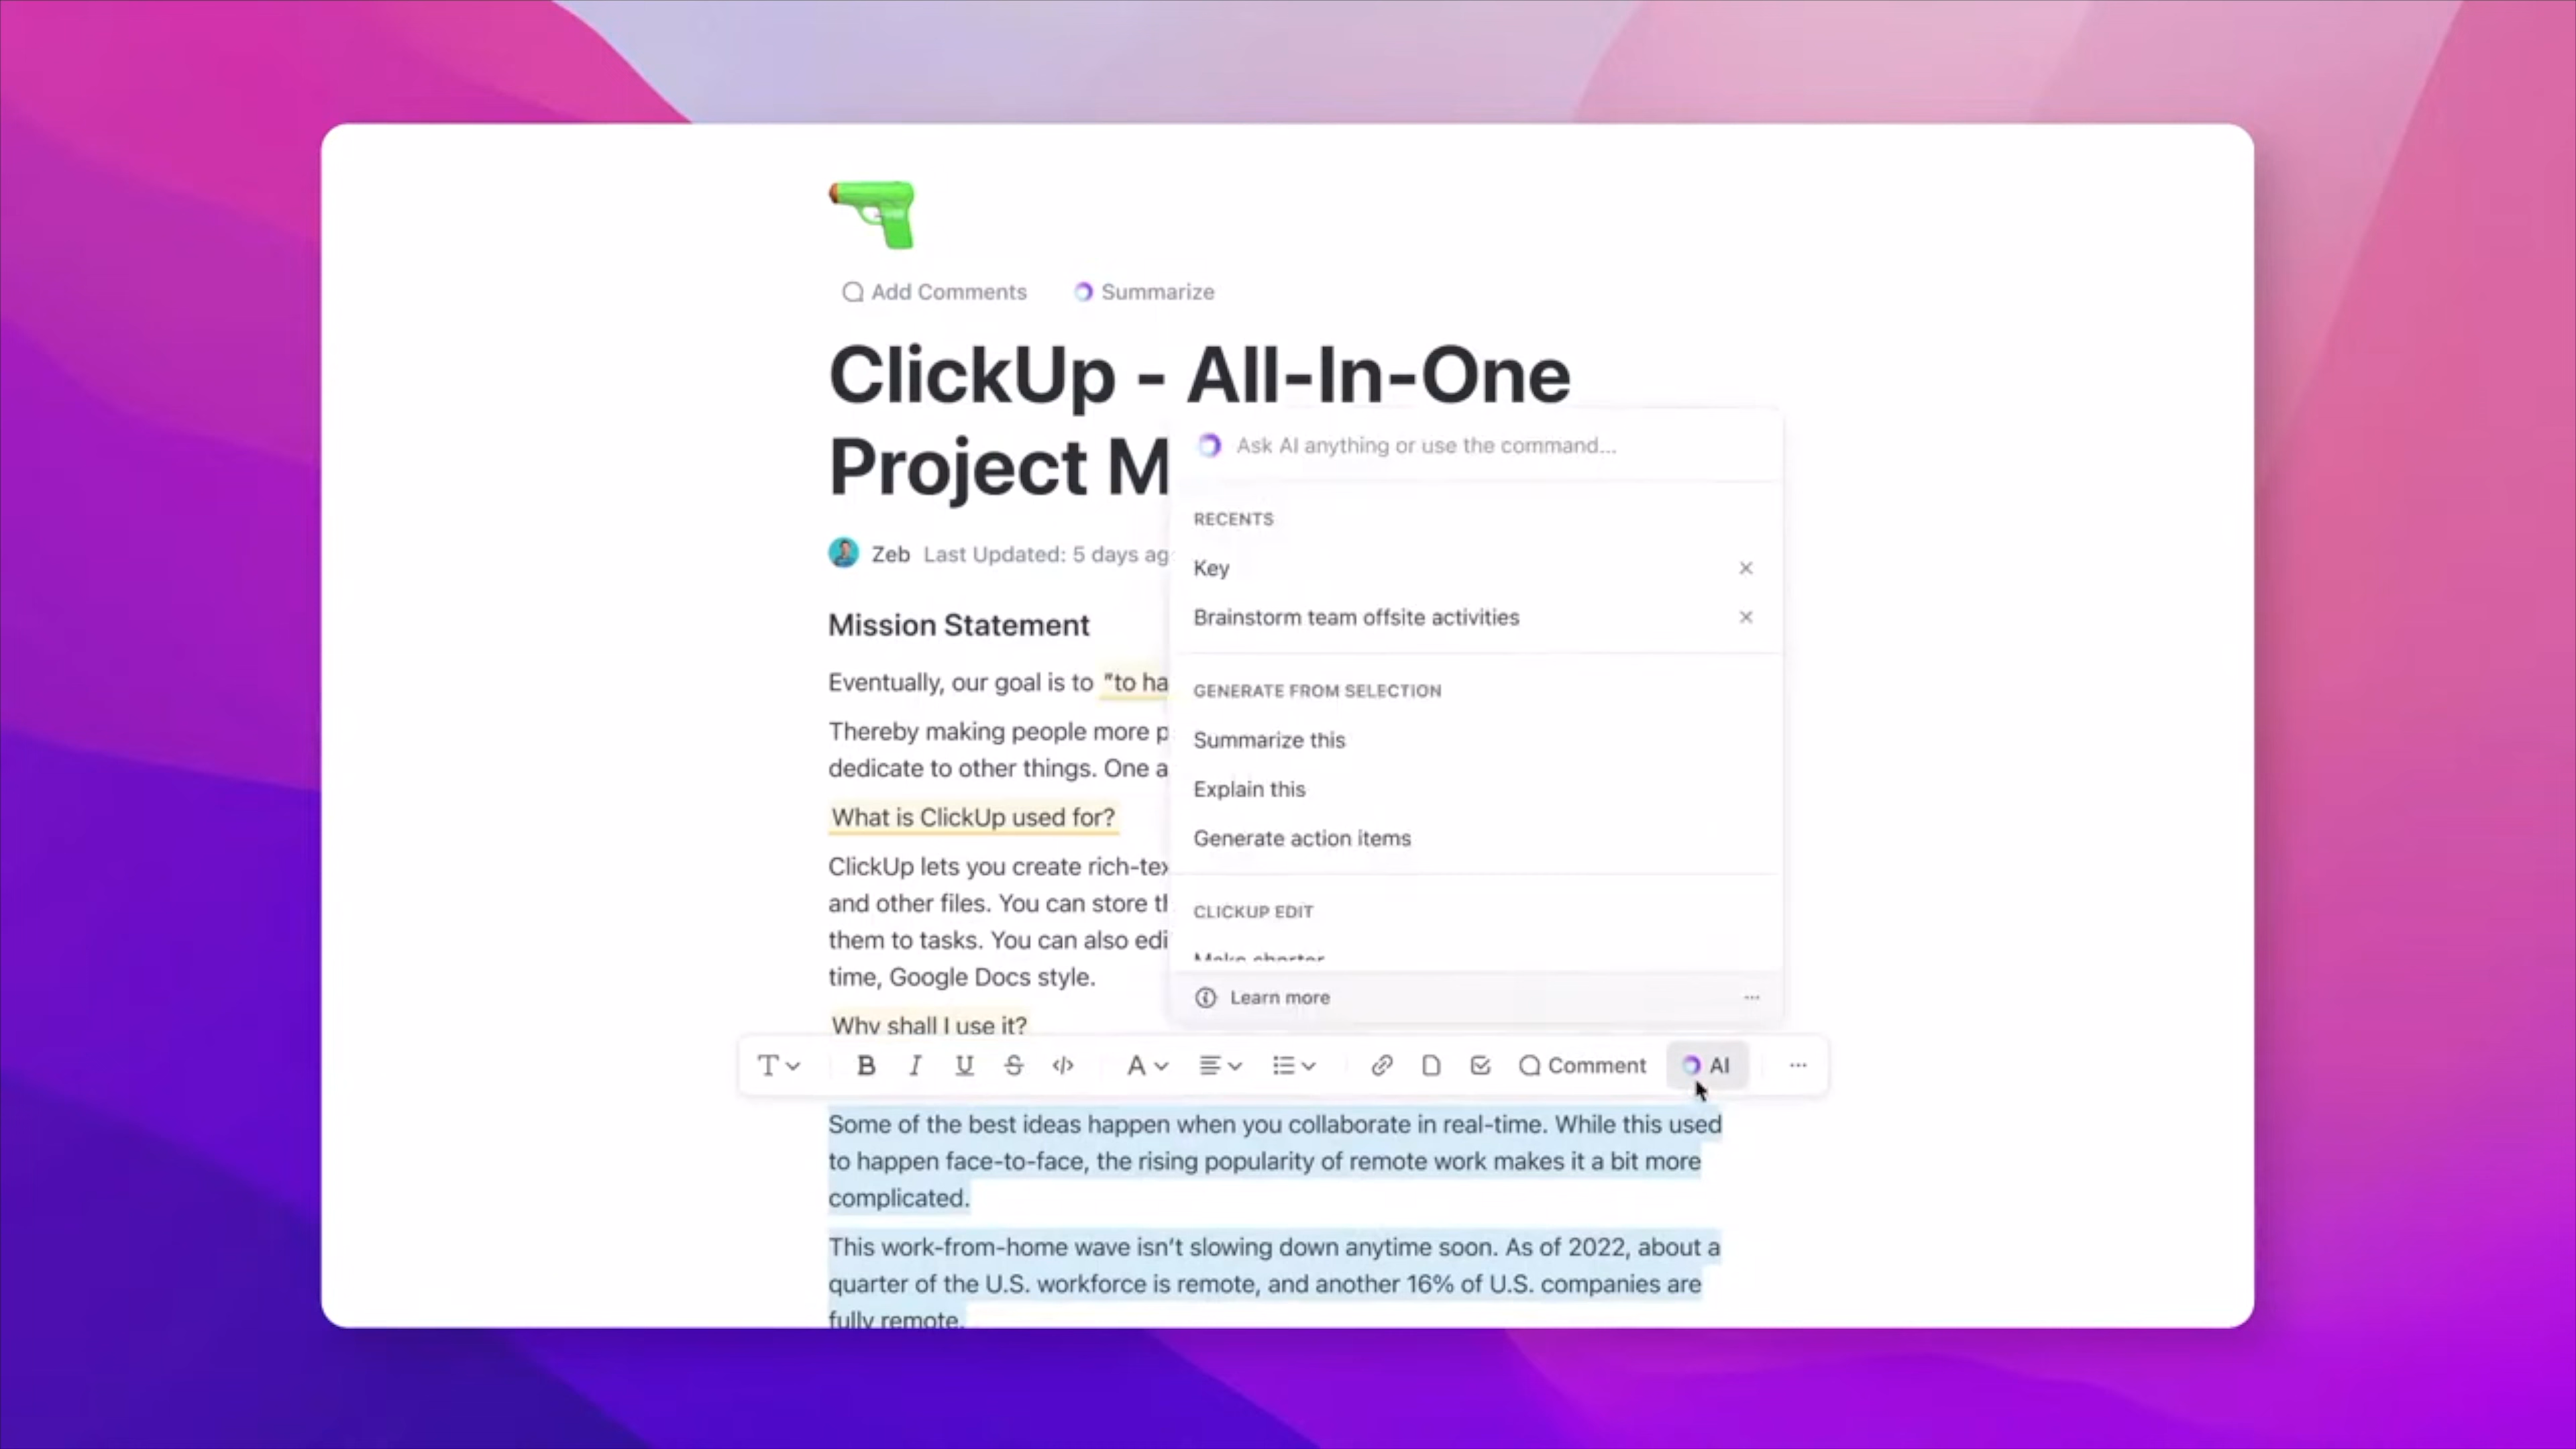 Add Comments
Summarize
ClickUp - All-In-One
Project M
Zeb Last Updated: 5 days ag
Mission Statement
Eventually, our goal is to "to ha
Thereby making people more p
dedicate to other things. One a
What is ClickUp used for?
ClickUp lets you create rich-tex
and other files. You can store th
them to tasks. You can also edi
time, Google Docs style.
Why shall I use it?
Ask AI anything or use the command...
RECENTS
Key
Brainstorm team offsite activities
GENERATE FROM SELECTION
Summarize this
Explain this
Generate action items
CLICKUP EDIT
Make shorter
Learn more
T B I U S </> A Comment AI
Some of the best ideas happen when you collaborate in real-time. While this used
to happen face-to-face, the rising popularity of remote work makes it a bit more
complicated.
This work-from-home wave isn't slowing down anytime soon. As of 2022, about a
quarter of the U.S. workforce is remote, and another 16% of U.S. companies are
fully remote.